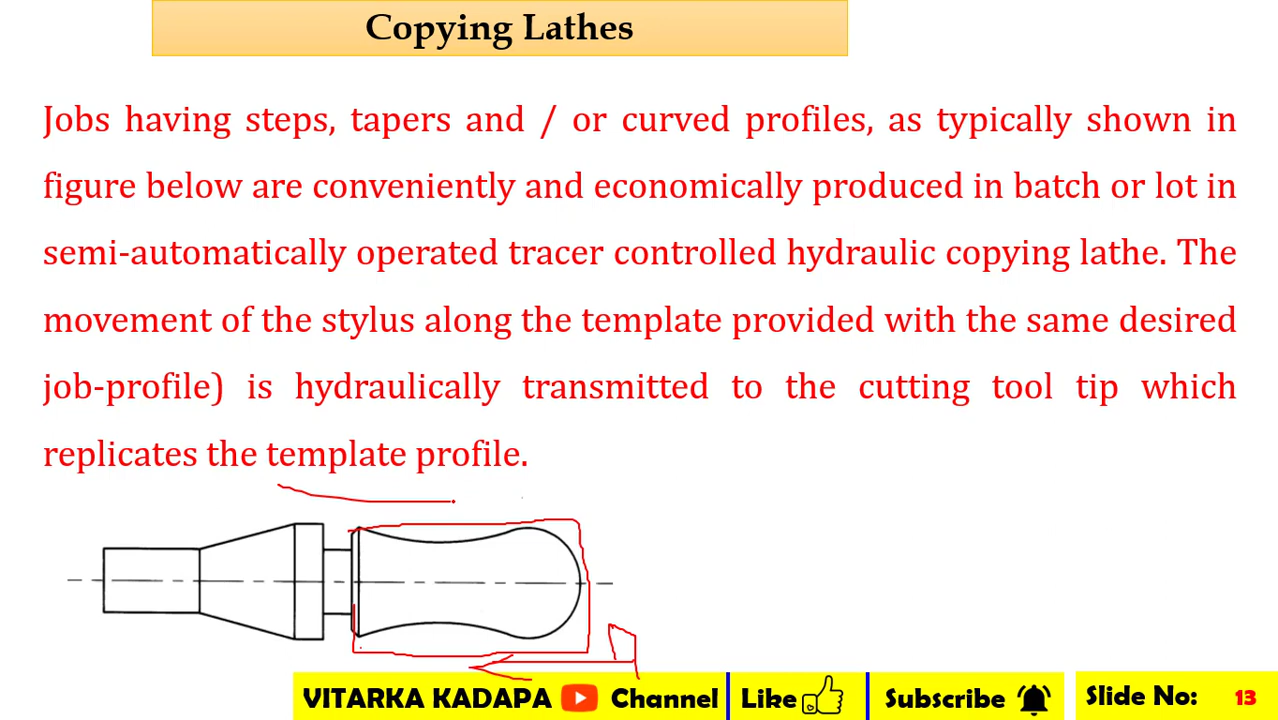 Copying Lathes
Jobs having steps, tapers and / or curved profiles, as typically shown in
figure below are conveniently and economically produced in batch or lot in
semi-automatically operated tracer controlled hydraulic copying lathe. The
movement of the stylus along the template provided with the same desired
job-profile) is hydraulically transmitted to the cutting tool tip which
replicates the template profile.
VITARKA KADAPA Channel Like Subscribe Slide No: 13